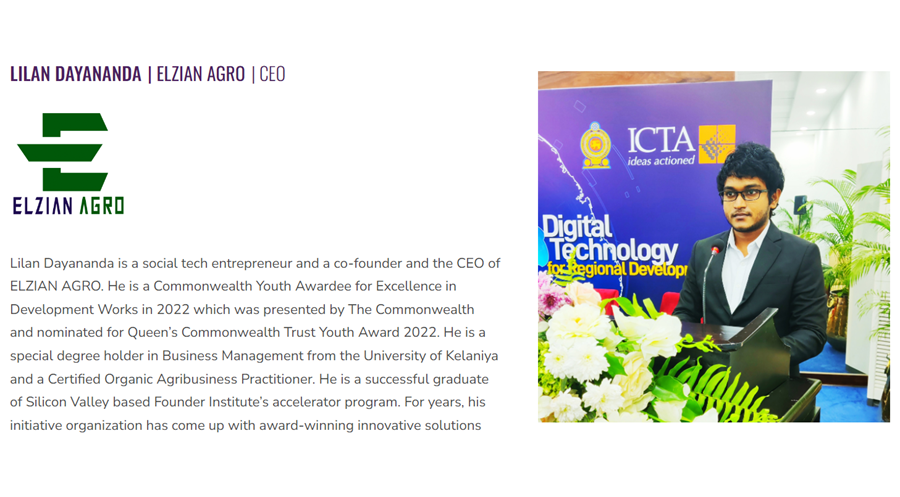 LILAN DAYANANDA | ELZIAN AGRO | CEO
ELZIAN AGRO
Lilan Dayananda is a social tech entrepreneur and a co-founder and the CEO of
ELZIAN AGRO. He is a Commonwealth Youth Awardee for Excellence in
Development Works in 2022 which was presented by The Commonwealth
and nominated for Queen's Commonwealth Trust Youth Award 2022. He is a
special degree holder in Business Management from the University of Kelaniya
and a Certified Organic Agribusiness Practitioner. He is a successful graduate
of Silicon Valley based Founder Institute's accelerator program. For years, his
initiative organization has come up with award-winning innovative solutions
ICTA
ideas actioned
Digital
Technology
for Regional Develop